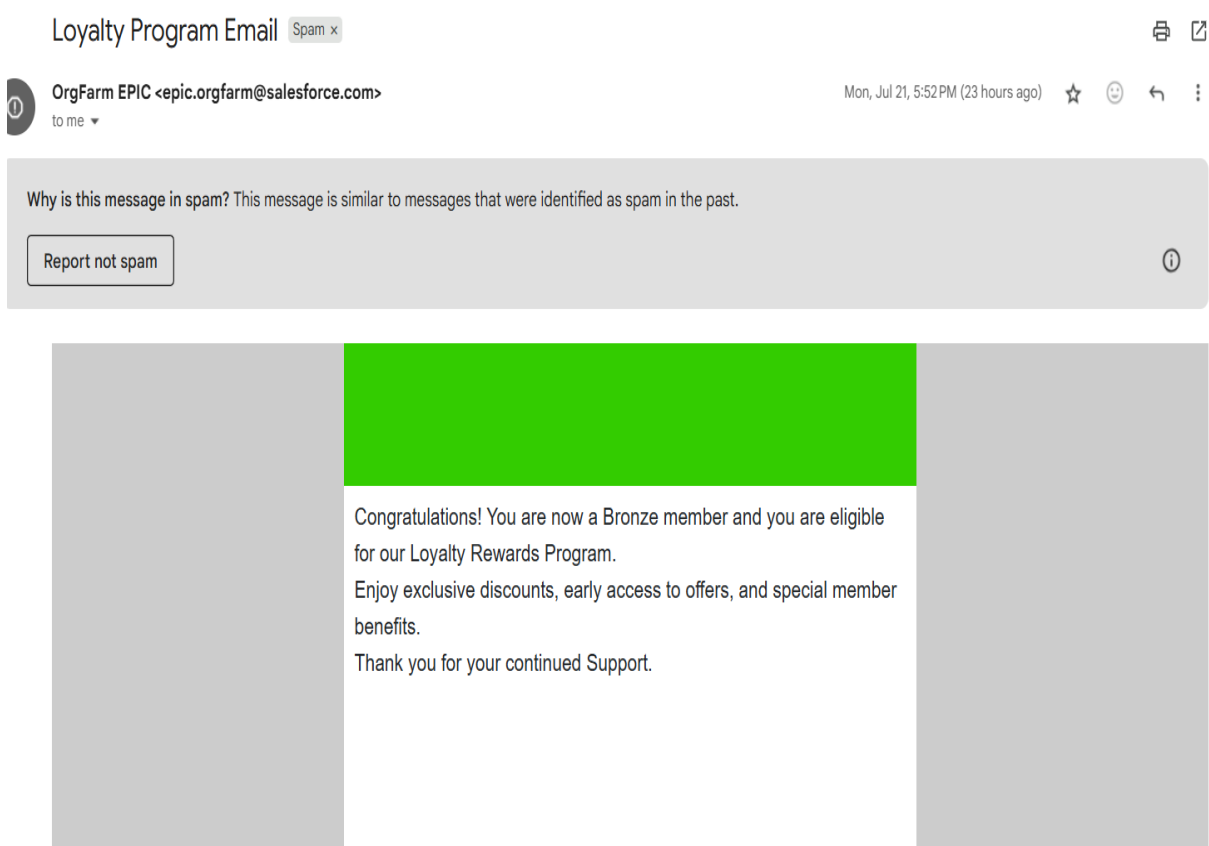 Loyalty Program Email Spam ×
OrgFarm EPIC <epic.orgfarm@salesforce.com> Mon, Jul 21, 5:52 PM (23 hours ago)
to me
Why is this message in spam? This message is similar to messages that were identified as spam in the past.
Report not spam
Congratulations! You are now a Bronze member and you are eligible
for our Loyalty Rewards Program.
Enjoy exclusive discounts, early access to offers, and special member
benefits.
Thank you for your continued Support.